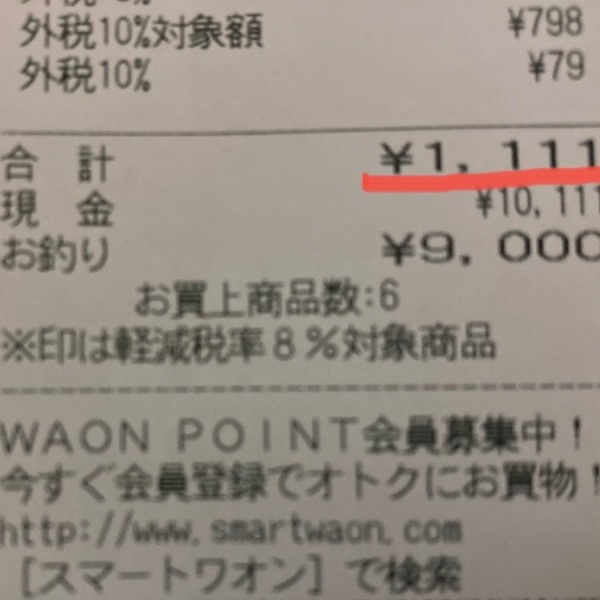 外税10%対象額 ¥798
外税10% ¥79
合 計 ¥1,111
現 金 ¥10,111
お釣り ¥9,000
お買上商品数:6
※印は軽減税率8%対象商品
WAON POINT会員募集中!
今すぐ会員登録でオトクにお買物!
http://www.smartwaon.com
[スマートワオン]で検索